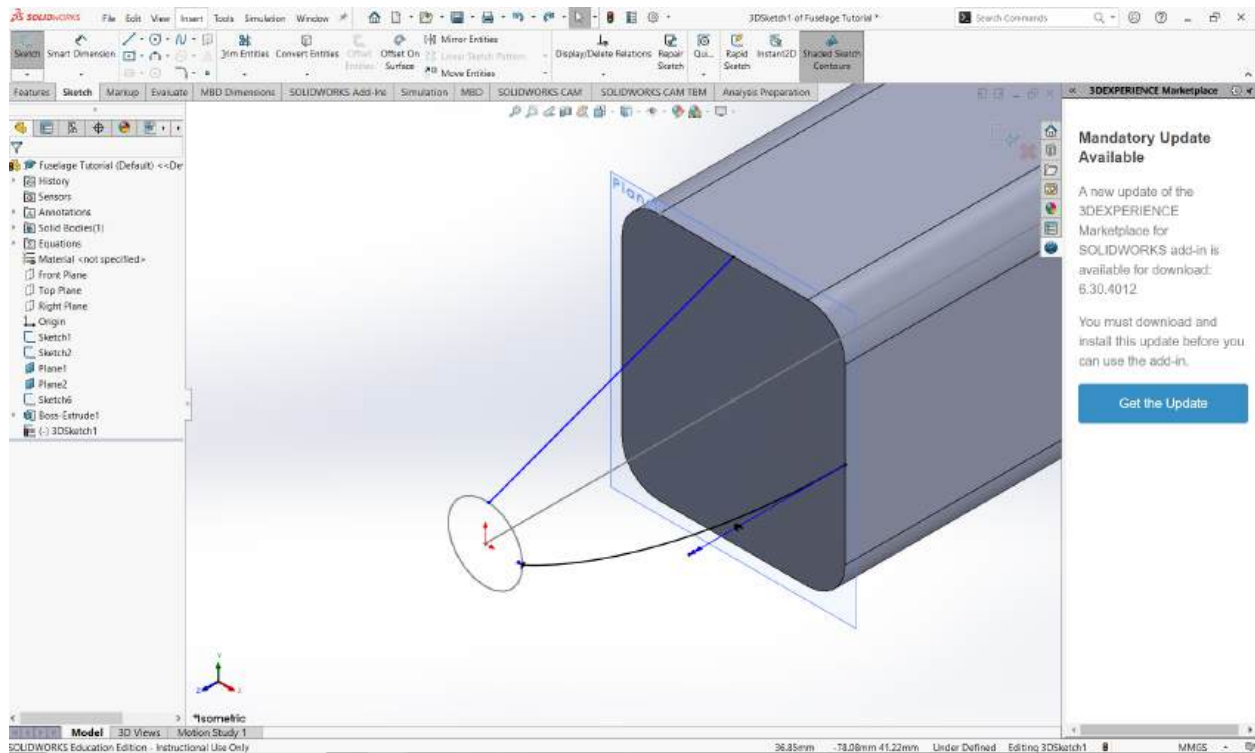 SOLIDWORKS File Edit View Insert Tools Simulation Window 3DSketch1 of Fuselage Tutorial * Search Commands
Sketch Smart Dimension Trim Entities Convert Entities Offset Entities Offset On Surface Mirror Entities Linear Sketch Pattern Move Entities Display/Delete Relations Repair Sketch Qui... Rapid Sketch Instant2D Shaded Sketch Contours
Features Sketch Markup Evaluate MBD Dimensions SOLIDWORKS Add-Ins Simulation MBD SOLIDWORKS CAM SOLIDWORKS CAM TBM Analysis Preparation
3DEXPERIENCE Marketplace
Fuselage Tutorial (Default) <<De
History
Sensors
Annotations
Solid Bodies(1)
Equations
Material <not specified>
Front Plane
Top Plane
Right Plane
Origin
Sketch1
Sketch2
Plane1
Plane2
Sketch6
Boss-Extrude1
(-) 3DSketch1
Plan
Y
Z
X
*Isometric
Mandatory Update
Available
A new update of the
3DEXPERIENCE
Marketplace for
SOLIDWORKS add-in is
available for download:
6.30.4012
You must download and
install this update before you
can use the add-in.
Get the Update
Model 3D Views Motion Study 1
SOLIDWORKS Education Edition - Instructional Use Only 36.85mm -78.08mm 41.22mm Under Defined Editing 3DSketch1 MMGS